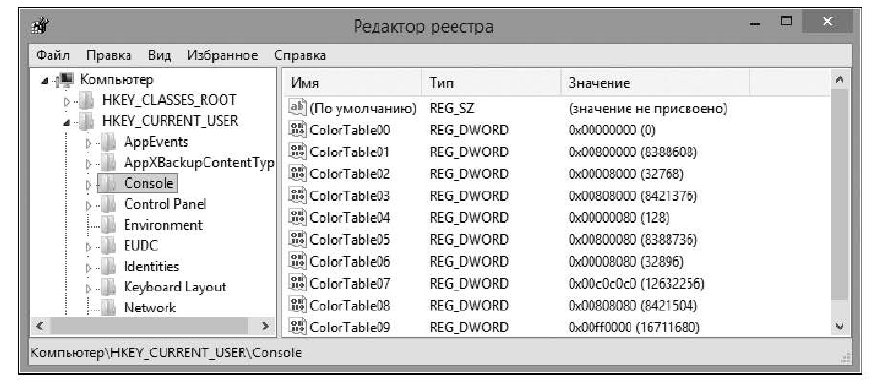 Редактор реестра
Файл Правка Вид Избранное Справка
Компьютер
HKEY_CLASSES_ROOT
HKEY_CURRENT_USER
AppEvents
AppXBackupContentTyp
Console
Control Panel
Environment
EUDC
Identities
Keyboard Layout
Network
Имя Тип Значение
(По умолчанию) REG_SZ (значение не присвоено)
ColorTable00 REG_DWORD 0x00000000 (0)
ColorTable01 REG_DWORD 0x00800000 (8388608)
ColorTable02 REG_DWORD 0x00008000 (32768)
ColorTable03 REG_DWORD 0x00808000 (8421376)
ColorTable04 REG_DWORD 0x00000080 (128)
ColorTable05 REG_DWORD 0x00800080 (8388736)
ColorTable06 REG_DWORD 0x00008080 (32896)
ColorTable07 REG_DWORD 0x00c0c0c0 (12632256)
ColorTable08 REG_DWORD 0x00808080 (8421504)
ColorTable09 REG_DWORD 0x00ff0000 (16711680)
Компьютер\HKEY_CURRENT_USER\Console